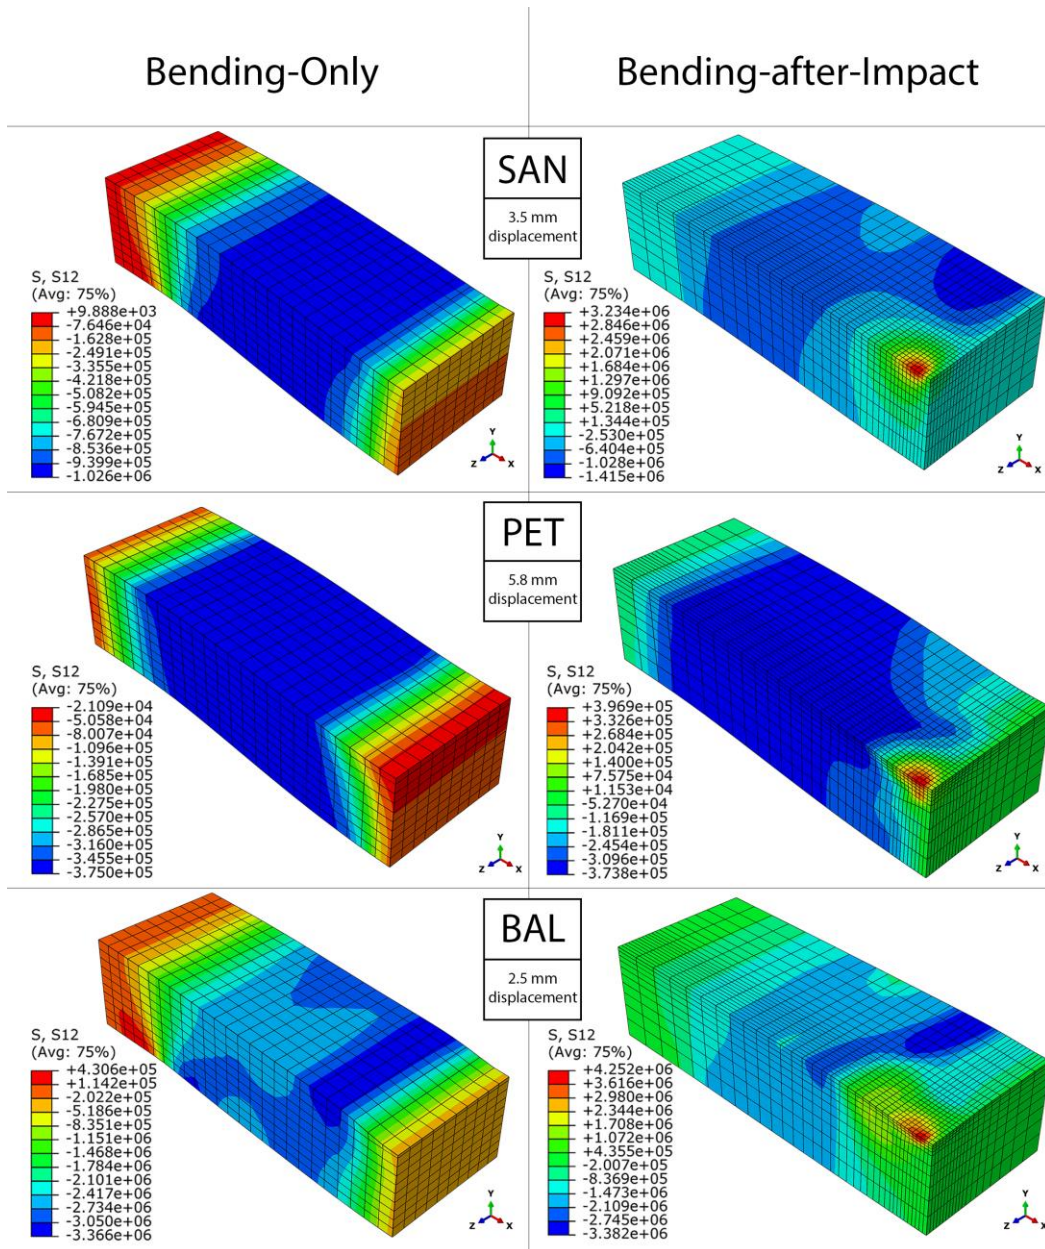 Bending-Only
Bending-after-Impact
SAN
3.5 mm
displacement
S, S12
(Avg: 75%)
+9.888e+03
-7.646e+04
-1.628e+05
-2.491e+05
-3.355e+05
-4.218e+05
-5.082e+05
-5.945e+05
-6.809e+05
-7.672e+05
-8.536e+05
-9.399e+05
-1.026e+06
Y
Z X
S, S12
(Avg: 75%)
+3.234e+06
+2.846e+06
+2.459e+06
+2.071e+06
+1.684e+06
+1.297e+06
+9.092e+05
+5.218e+05
+1.344e+05
-2.530e+05
-6.404e+05
-1.028e+06
-1.415e+06
Y
Z X
PET
5.8 mm
displacement
S, S12
(Avg: 75%)
-2.109e+04
-5.058e+04
-8.007e+04
-1.096e+05
-1.391e+05
-1.685e+05
-1.980e+05
-2.275e+05
-2.570e+05
-2.865e+05
-3.160e+05
-3.455e+05
-3.750e+05
Y
Z X
S, S12
(Avg: 75%)
+3.969e+05
+3.326e+05
+2.684e+05
+2.042e+05
+1.400e+05
+7.575e+04
+1.153e+04
-5.270e+04
-1.169e+05
-1.811e+05
-2.454e+05
-3.096e+05
-3.738e+05
Y
Z X
BAL
2.5 mm
displacement
S, S12
(Avg: 75%)
+4.306e+05
+1.142e+05
-2.022e+05
-5.186e+05
-8.351e+05
-1.151e+06
-1.468e+06
-1.784e+06
-2.101e+06
-2.417e+06
-2.734e+06
-3.050e+06
-3.366e+06
Y
Z X
S, S12
(Avg: 75%)
+4.252e+06
+3.616e+06
+2.980e+06
+2.344e+06
+1.708e+06
+1.072e+06
+4.355e+05
-2.007e+05
-8.369e+05
-1.473e+06
-2.109e+06
-2.745e+06
-3.382e+06
Y
Z X